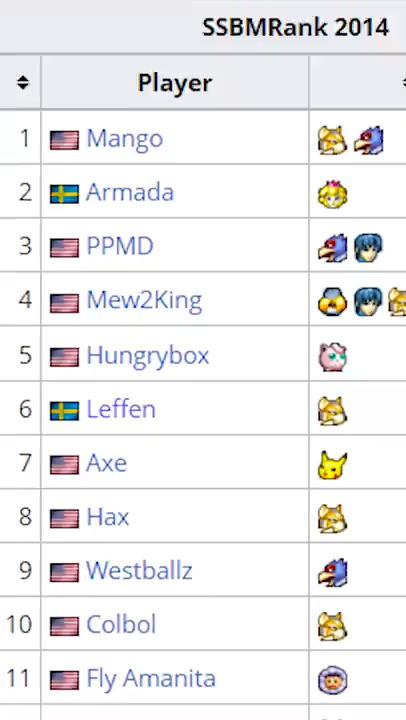 SSBMRank 2014
Player
1 Mango
2 Armada
3 PPMD
4 Mew2King
5 Hungrybox
6 Leffen
7 Axe
8 Hax
9 Westballz
10 Colbol
11 Fly Amanita